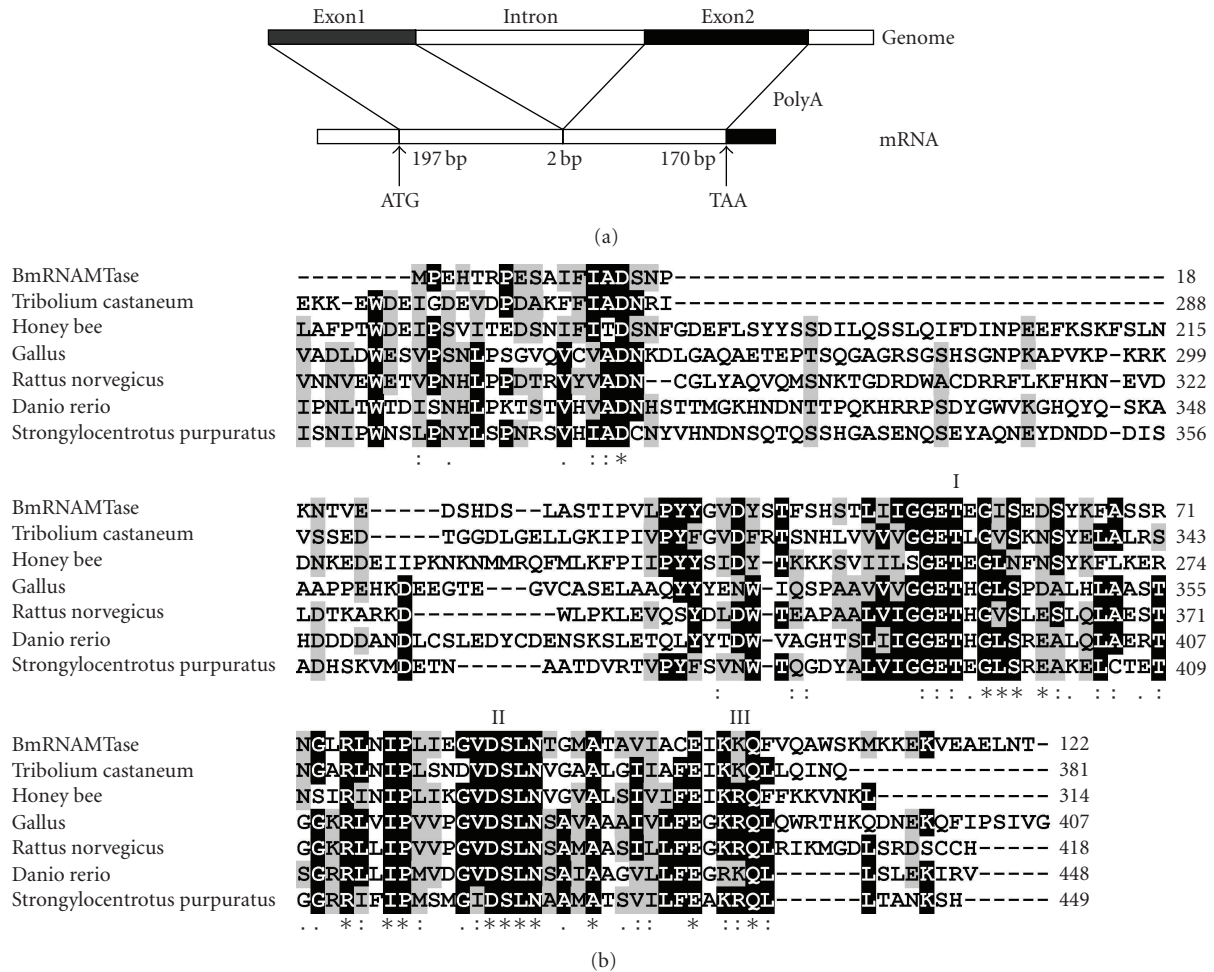 Exon1 Intron Exon2
Genome
PolyA
mRNA
197 bp 2 bp 170 bp
ATG TAA
(a)
BmRNAMTase --------MPEHTRPESAIFIADSNP---------------------------------- 18
Tribolium castaneum EKK-EWDEIGDEVDPDAKFFIADNRI---------------------------------- 288
Honey bee LAFPTWDEIPSVITEDSNIFITDSNFGDEFLSYYSSDILQSSLQIFDINPEEFKSKFSLN 215
Gallus VADLDWESVPSNLPSGVQVCVADNKDLGAQAETEPTSQGAGRSGSHSGNPKAPVKP-KRK 299
Rattus norvegicus VNNVEWETVPNHLPPDTRVYVADN--CGLYAQVQMSNKTGDRDWACDRRFLKFHKN-EVD 322
Danio rerio IPNLTWTDISNHLPKTSTVHVADNHSTTMGKHNDNTTPQKHRRPSDYGWVKGHQYQ-SKA 348
Strongylocentrotus purpuratus ISNIPWNSLPNYLSPNRSVHIADCNYVHNDNSQTQSSHGASENQSEYAQNEYDNDD-DIS 356
: . . ::*
I
BmRNAMTase KNTVE-----DSHDS--LASTIPVLPYYGVDYSTFSHSTLIIGGETEGISEDSYKFASSR 71
Tribolium castaneum VSSED-----TGGDLGELLGKIPIVPYFGVDFRTSNHLVVVVGGETLGVSKNSYELALRS 343
Honey bee DNKEDEIIPKNKNMMRQFMLKFPIIPYYSIDY-TKKKSVIILSGETEGLNFNSYKFLKER 274
Gallus AAPPEHKDEEGTE---GVCASELAAQYYYENW-IQSPAAVVVGGETHGLSPDALHLAAST 355
Rattus norvegicus LDTKARKD----------WLPKLEVQSYDLDWTEAPAALVIGGETHGVSLESLQLAEST 371
Danio rerio HDDDDANDLCSLEDYCDENSKSLETQLYYTDW-VAGHTSLIIGGETHGLSREALQLAERT 407
Strongylocentrotus purpuratus ADHSKVMDETN------AATDVRTVPYFSVNW-TQGDYALVIGGETEGLSREAKELCTET 409
: :: ::: .*** *:. :: . :
II III
BmRNAMTase NGLRLNIPLIEGVDSLNTGMATAVIACEIKKQFVQAWSKMKKEKVEAELNT- 122
Tribolium castaneum NGARLNIPLSNDVDSLNVGAALGIIAFEIKKQLLQINQ-------------- 381
Honey bee NSIRINIPLIKGVDSLNVGVALSIVIFEIKRQFFKKVNKL------------ 314
Gallus GGKRLVIPVVPGVDSLNSAVAAAIVLFEGKRQLQWRTHKQDNEKQFIPSIVG 407
Rattus norvegicus GGKRLLIPVVPGVDSLNSAMAASILLFEGKRQLRIKMGDLSRDSCCH----- 418
Danio rerio SGRRLLIPMVDGVDSLNSAIAAGVLLFEGRKQL------LSLEKIRV----- 448
Strongylocentrotus purpuratus GGRRIFIPMSMGIDSLNAAMATSVILFEAKRQL------LTANKSH------ 449
.. *: **: .:**** . * .:: * ::*:
(b)